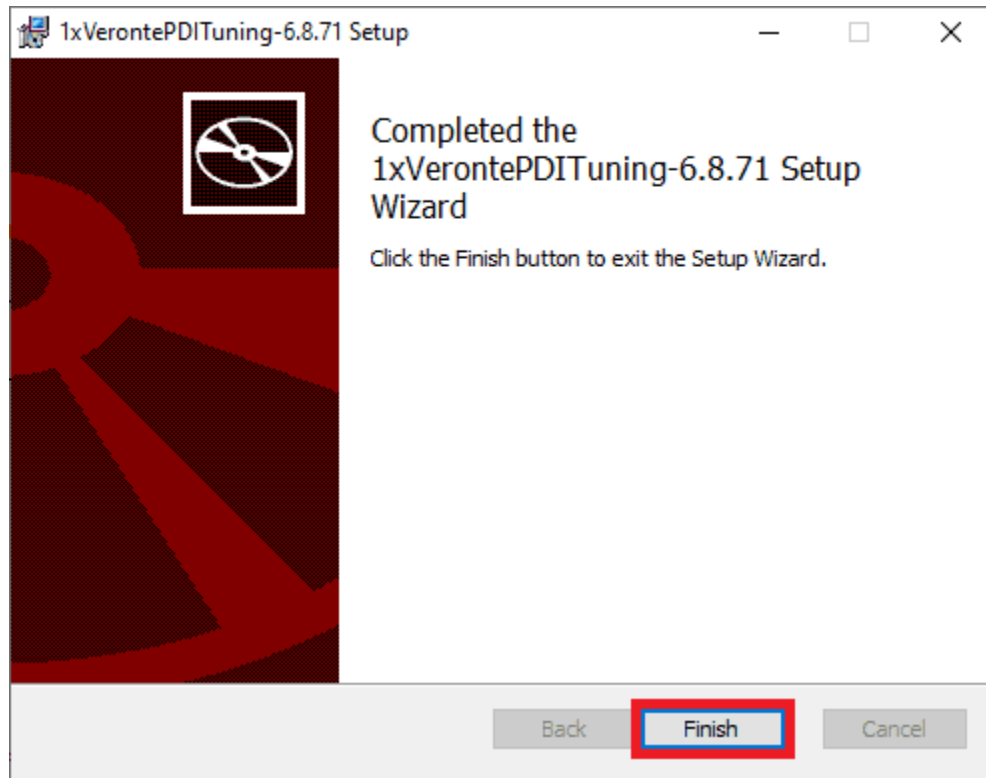 1xVerontePDITuning-6.8.71 Setup
Completed the
1xVerontePDITuning-6.8.71 Setup
Wizard
Click the Finish button to exit the Setup Wizard.
Back
Finish
Cancel